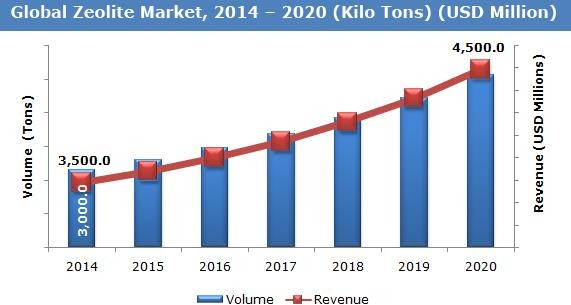 Global Zeolite Market, 2014 – 2020 (Kilo Tons) (USD Million)
Volume (Tons)
3,500.0
3,000.0
4,500.0
Revenue (USD Millions)
2014 2015 2016 2017 2018 2019 2020
Volume Revenue